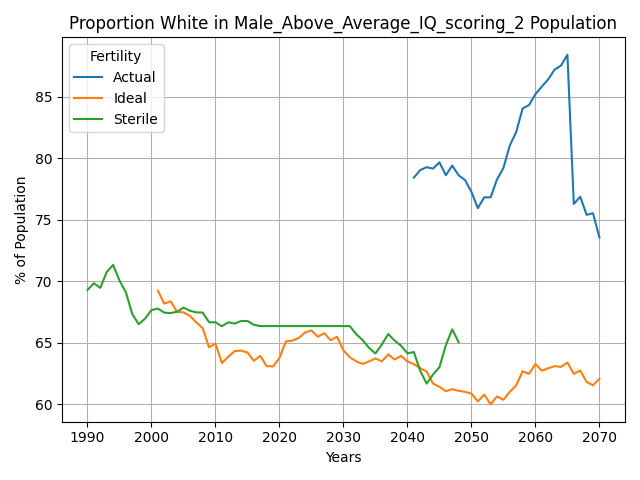 Proportion White in Male_Above_Average_IQ_scoring_2 Population
Fertility
Actual
Ideal
Sterile
% of Population
85
80
75
70
65
60
1990
2000
2010
2020
2030
2040
2050
2060
2070
Years